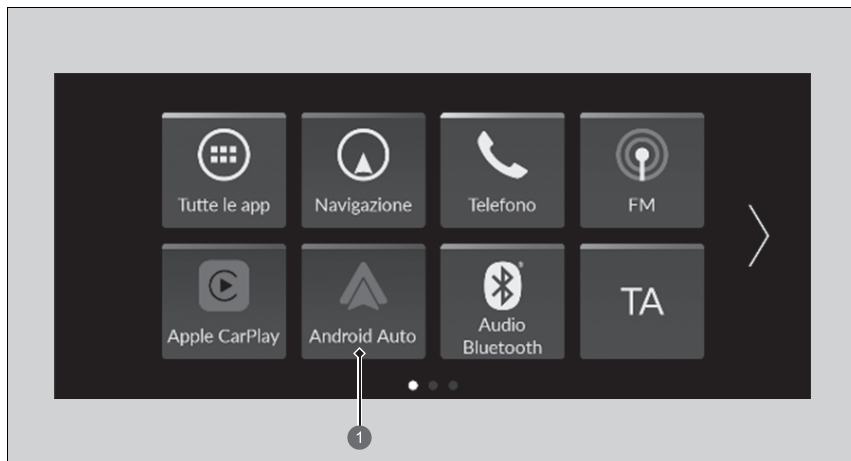 Tutte le app
Navigazione
Telefono
FM
Apple CarPlay
Android Auto
Audio
Bluetooth
TA
1